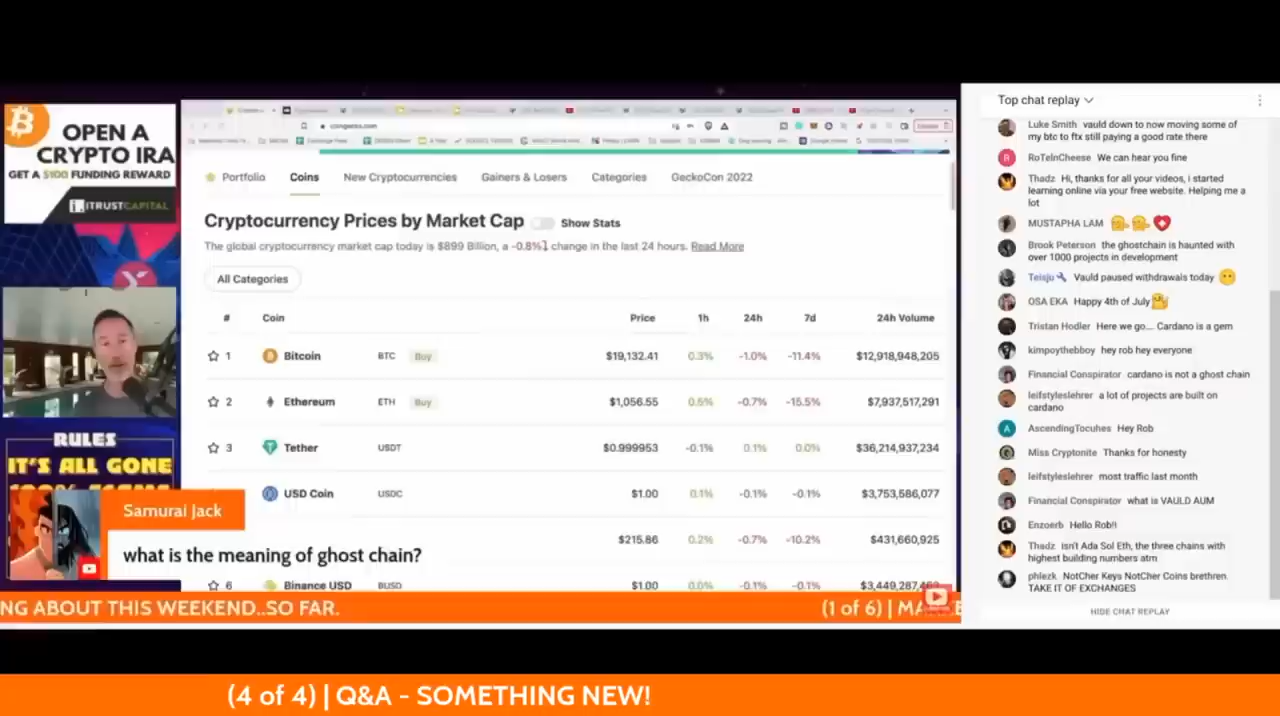 OPEN A
CRYPTO IRA
GET A $100 FUNDING REWARD
iTRUSTCAPITAL
RULES
IT'S ALL GONE
Samurai Jack
what is the meaning of ghost chain?
coingecko.com
Portfolio
Coins
New Cryptocurrencies
Gainers & Losers
Categories
GeckoCon 2022
Cryptocurrency Prices by Market Cap
Show Stats
The global cryptocurrency market cap today is $899 Billion, a -0.8% change in the last 24 hours. Read More
All Categories
# Coin Price 1h 24h 7d 24h Volume
1 Bitcoin BTC Buy $19,132.41 0.3% -1.0% -11.4% $12,918,948,205
2 Ethereum ETH Buy $1,056.55 0.5% -0.7% -15.5% $7,937,517,291
3 Tether USDT $0.999953 -0.1% 0.1% 0.0% $36,214,937,234
USD Coin USDC $1.00 0.1% -0.1% -0.1% $3,753,586,077
$215.86 0.2% -0.7% -10.2% $431,660,925
6 Binance USD BUSD $1.00 0.0% -0.1% -0.1%
NG ABOUT THIS WEEKEND..SO FAR.
(1 of 6) |
Top chat replay
Luke Smith vauld down to now moving some of
my btc to ftx still paying a good rate there
RoTeInCheese We can hear you fine
Thadz Hi, thanks for all your videos, i started
learning online via your free website. Helping me a
lot
MUSTAPHA LAM
Brook Peterson the ghostchain is haunted with
over 1000 projects in development
Teisju Vauld paused withdrawals today
OSA EKA Happy 4th of July
Tristan Hodler Here we go.... Cardano is a gem
kimpoytheboy hey rob hey everyone
Financial Conspirator cardano is not a ghost chain
leifstyleslehrer a lot of projects are built on
cardano
AscendingTocuhes Hey Rob
Miss Cryptonite Thanks for honesty
leifstyleslehrer most traffic last month
Financial Conspirator what is VAULD AUM
Enzoerb Hello Rob!!
Thadz isn't Ada Sol Eth, the three chains with
highest building numbers atm
phlezk NotCher Keys NotCher Coins brethren.
TAKE IT OF EXCHANGES
HIDE CHAT REPLAY
(4 of 4) | Q&A - SOMETHING NEW!